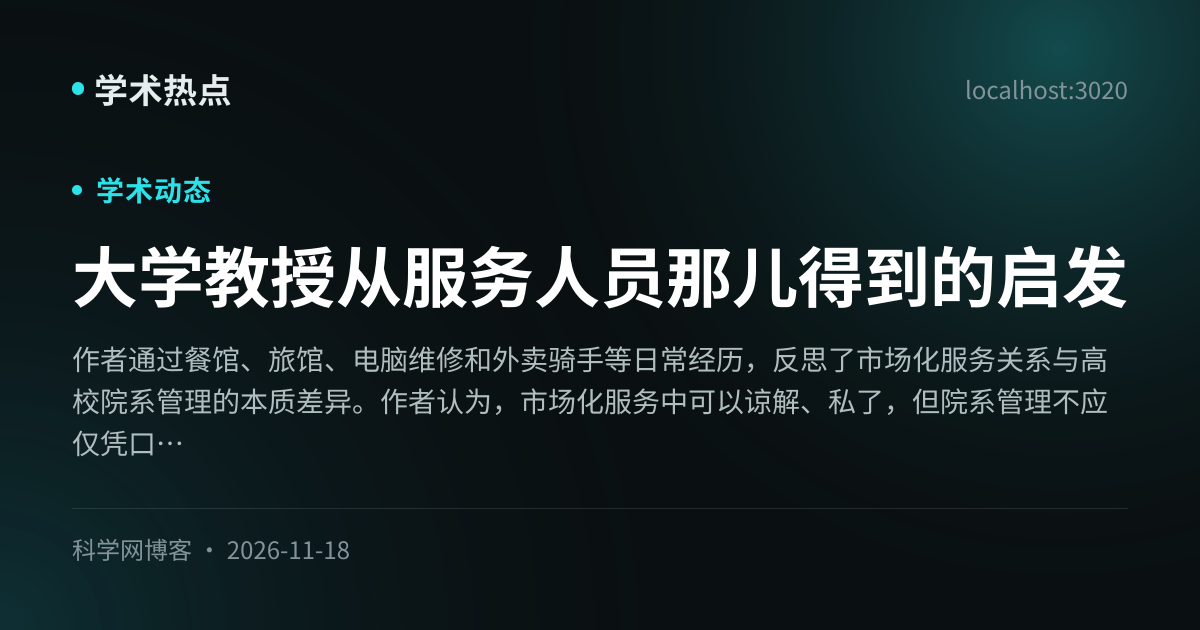 学术热点
localhost:3020
学术动态
大学教授从服务人员那儿得到的启发
作者通过餐馆、旅馆、电脑维修和外卖骑手等日常经历，反思了市场化服务关系与高
校院系管理的本质差异。作者认为，市场化服务中可以谅解、私了，但院系管理不应
仅凭口…
科学网博客 • 2026-11-18